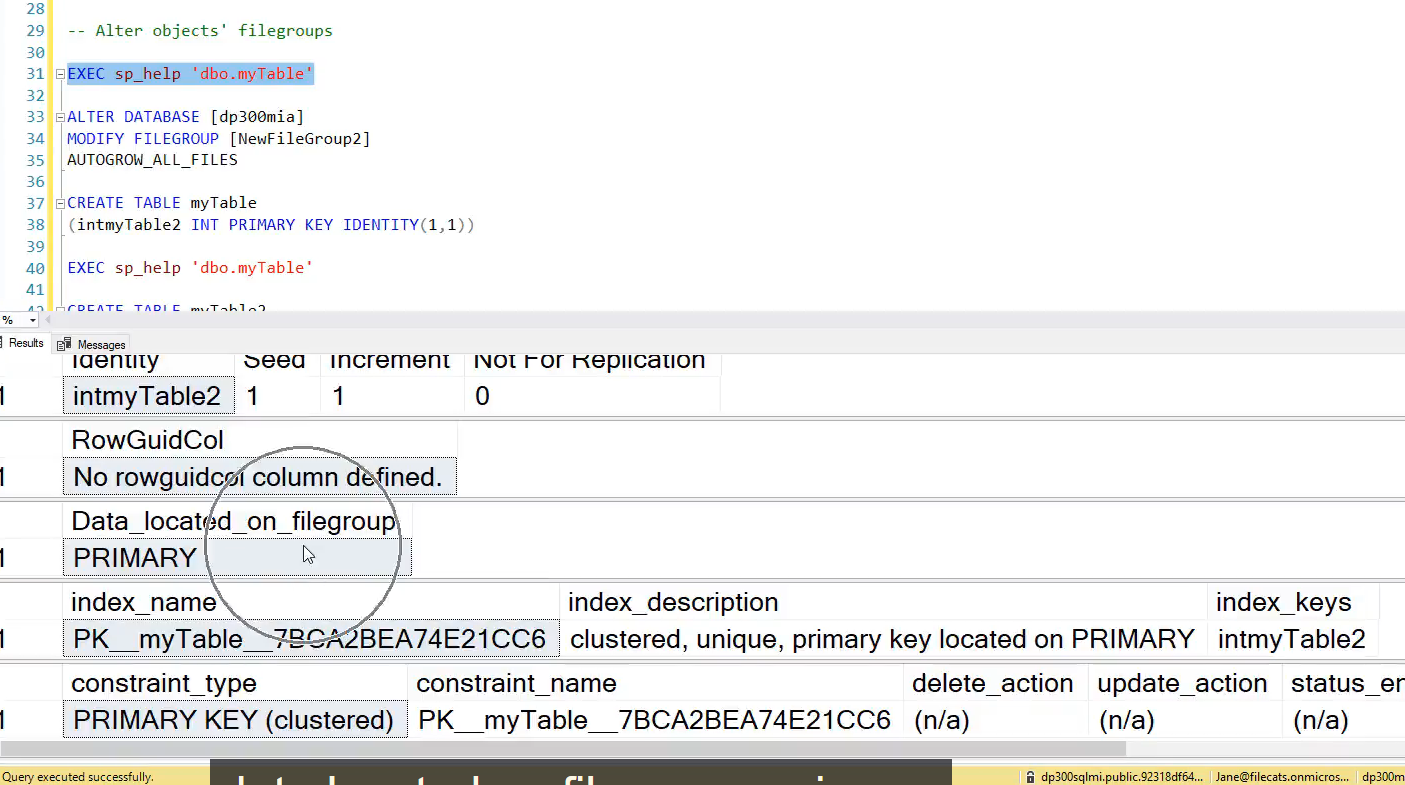 28
29 -- Alter objects' filegroups
30
31 EXEC sp_help 'dbo.myTable'
32
33 ALTER DATABASE [dp300mia]
34 MODIFY FILEGROUP [NewFileGroup2]
35 AUTOGROW_ALL_FILES
36
37 CREATE TABLE myTable
38 (intmyTable2 INT PRIMARY KEY IDENTITY(1,1))
39
40 EXEC sp_help 'dbo.myTable'
41
42 CREATE TABLE myTable2
%
Results Messages
Identity Seed Increment Not For Replication
1 intmyTable2 1 1 0
RowGuidCol
1 No rowguidcol column defined.
Data_located_on_filegroup
1 PRIMARY
index_name index_description index_keys
1 PK__myTable__7BCA2BEA74E21CC6 clustered, unique, primary key located on PRIMARY intmyTable2
constraint_type constraint_name delete_action update_action status_en
1 PRIMARY KEY (clustered) PK__myTable__7BCA2BEA74E21CC6 (n/a) (n/a) (n/a)
Query executed successfully. dp300sqlmi.public.92318df64... Jane@filecats.onmicros... dp300m